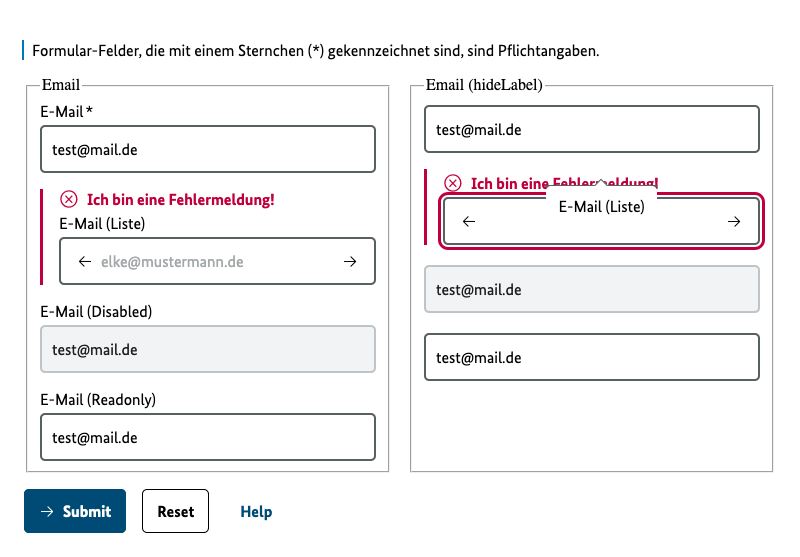 Formular-Felder, die mit einem Sternchen (*) gekennzeichnet sind, sind Pflichtangaben.
Email
E-Mail *
test@mail.de
Ich bin eine Fehlermeldung!
E-Mail (Liste)
elke@mustermann.de
E-Mail (Disabled)
test@mail.de
E-Mail (Readonly)
test@mail.de
Email (hideLabel)
test@mail.de
Ich bin eine Fehlermeldung!
E-Mail (Liste)
test@mail.de
test@mail.de
Submit
Reset
Help